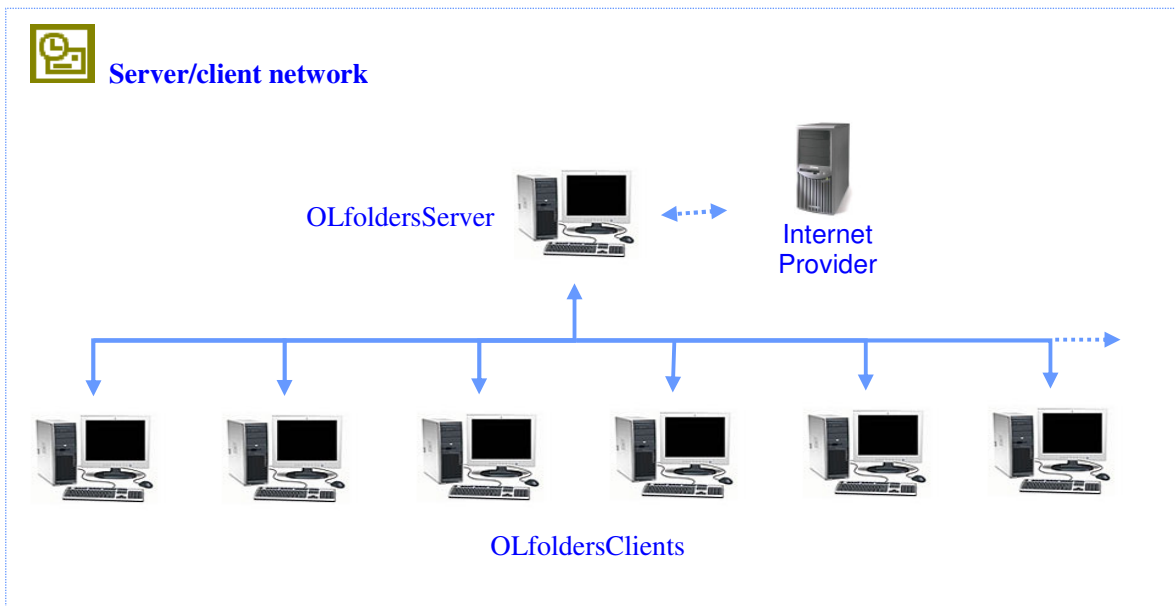 Server/client network
OLfoldersServer
Internet
Provider
OLfoldersClients